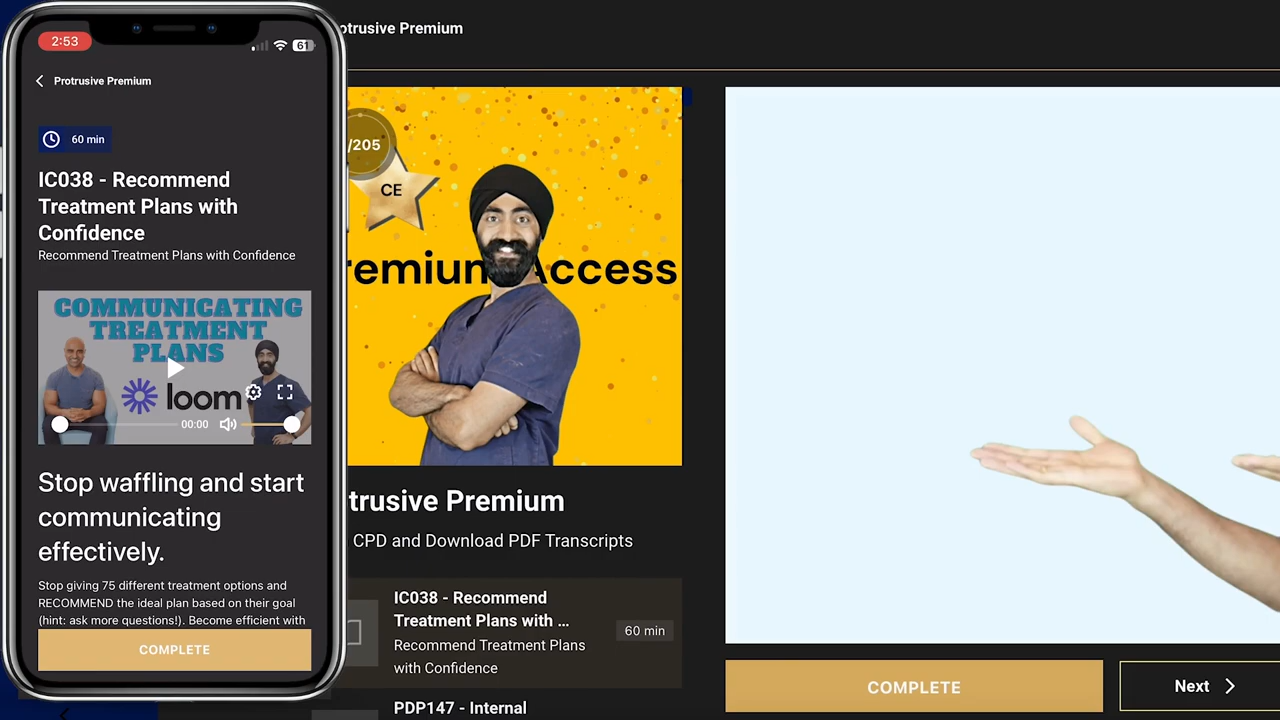 2:53
61
Protrusive Premium
60 min
IC038 - Recommend
Treatment Plans with
Confidence
Recommend Treatment Plans with Confidence
COMMUNICATING
TREATMENT
PLANS
loom
00:00
Stop waffling and start
communicating
effectively.
Stop giving 75 different treatment options and
RECOMMEND the ideal plan based on their goal
(hint: ask more questions!). Become efficient with
COMPLETE
otrusive Premium
/205
CE
remium Access
trusive Premium
CPD and Download PDF Transcripts
IC038 - Recommend
Treatment Plans with ...
Recommend Treatment Plans
with Confidence
60 min
PDP147 - Internal
COMPLETE
Next